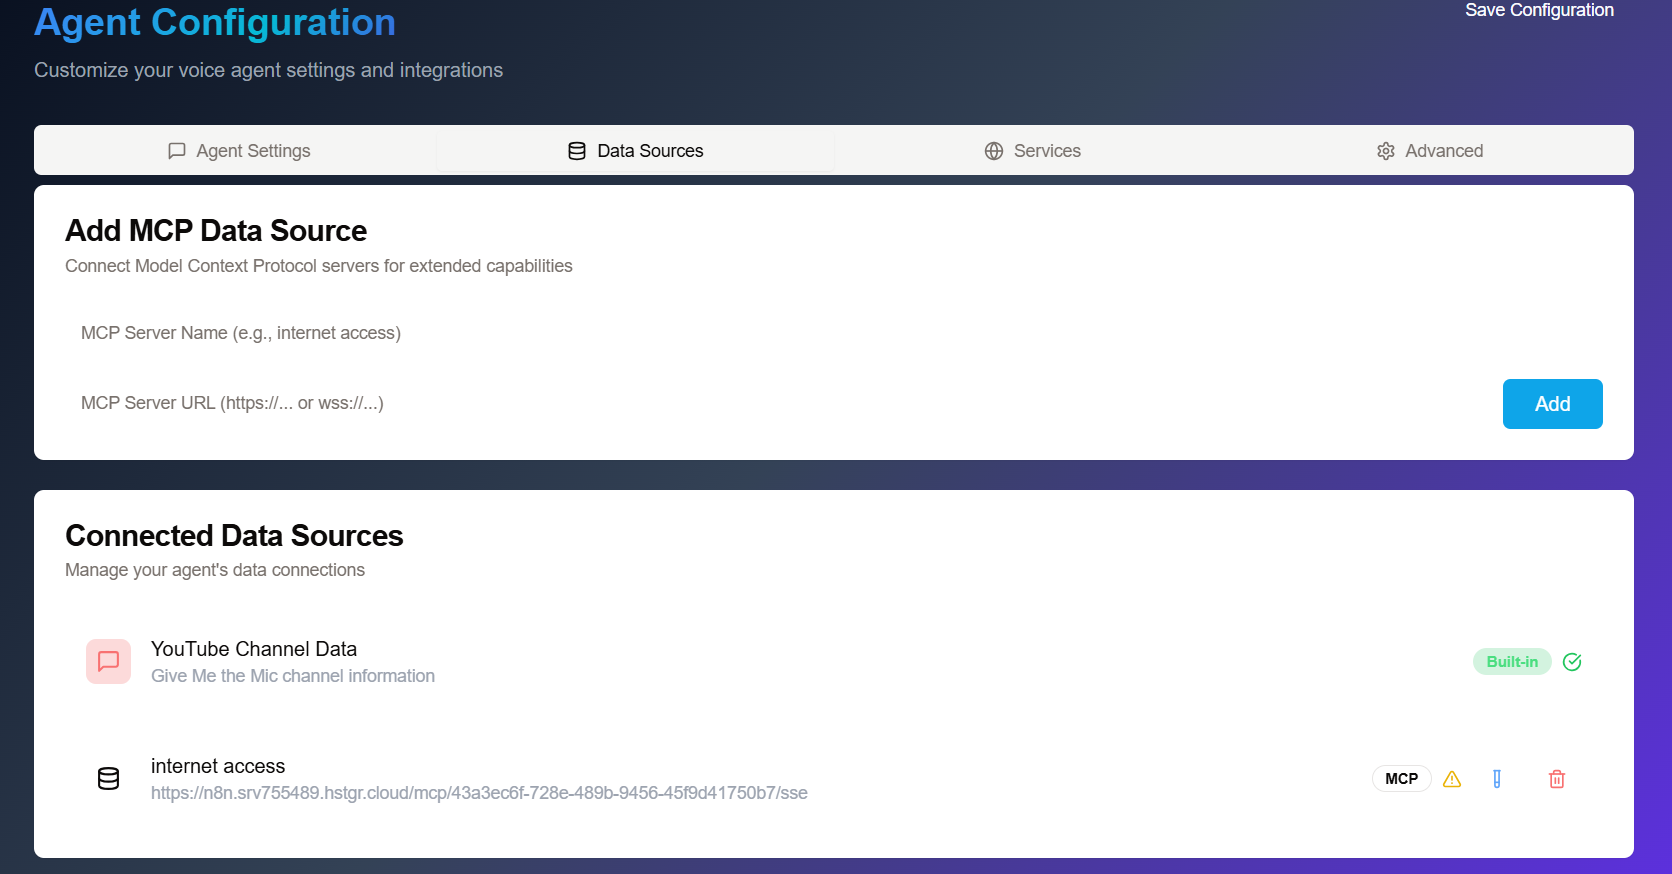 Agent Configuration
Save Configuration
Customize your voice agent settings and integrations
Agent Settings
Data Sources
Services
Advanced
Add MCP Data Source
Connect Model Context Protocol servers for extended capabilities
MCP Server Name (e.g., internet access)
MCP Server URL (https://... or wss://...)
Add
Connected Data Sources
Manage your agent's data connections
YouTube Channel Data
Give Me the Mic channel information
Built-in
internet access
https://n8n.srv755489.hstgr.cloud/mcp/43a3ec6f-728e-489b-9456-45f9d41750b7/sse
MCP